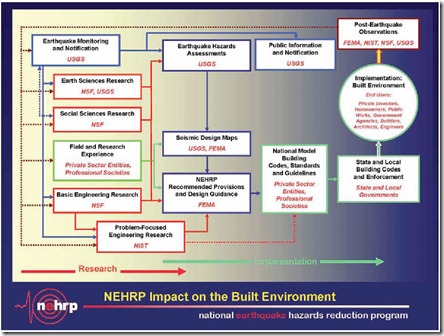 Earthquake Monitoring
and Notification
USGS
Earthquake Hazards
Assessments
USGS
Public Information and
Notification
USGS
Post-Earthquake
Observations
FEMA, NIST, NSF, USGS
Earth Sciences Research
NSF, USGS
Social Sciences Research
NSF
Field and Research
Experience
Private Sector Entities,
Professional Societies
Basic Engineering Research
NSF
Problem-Focused
Engineering Research
NIST
Seismic Design Maps
USGS, FEMA
NEHRP
Recommended Provisions
and Design Guidance
FEMA
National Model
Building
Codes, Standards
and Guidelines
Private Sector
Entities,
Professional
Societies
Implementation:
Built Environment
End Users:
Private Investors,
Homeowners, Public
Works, Government
Agencies, Builders,
Architects, Engineers
State and Local
Building Codes
and Enforcement
State and Local
Governments
Research
Implementation
NEHRP Impact on the Built Environment
nehrp
national earthquake hazards reduction program